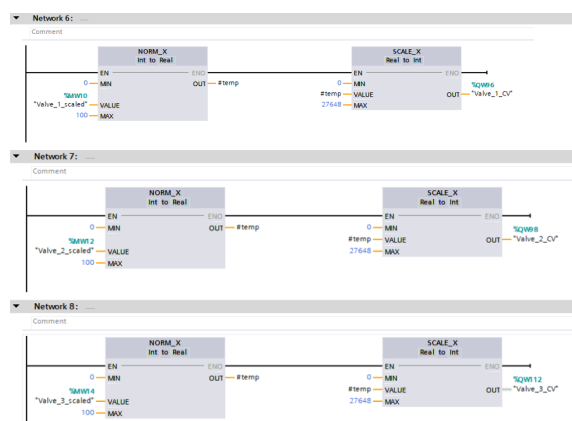 Network 6: ....
Comment
NORM_X
Int to Real
SCALE_X
Real to Int
EN ENO
EN ENO
0 MIN OUT #temp
0 MIN
%MW10
"Valve_1_scaled" VALUE
#temp VALUE OUT
%QW96
"Valve_1_CV"
100 MAX
27648 MAX
Network 7: ....
Comment
NORM_X
Int to Real
SCALE_X
Real to Int
EN ENO
EN ENO
0 MIN OUT #temp
0 MIN
%MW12
"Valve_2_scaled" VALUE
#temp VALUE OUT
%QW98
"Valve_2_CV"
100 MAX
27648 MAX
Network 8: ....
Comment
NORM_X
Int to Real
SCALE_X
Real to Int
EN ENO
EN ENO
0 MIN OUT #temp
0 MIN
%MW14
"Valve_3_scaled" VALUE
#temp VALUE OUT
%QW112
"Valve_3_CV"
100 MAX
27648 MAX